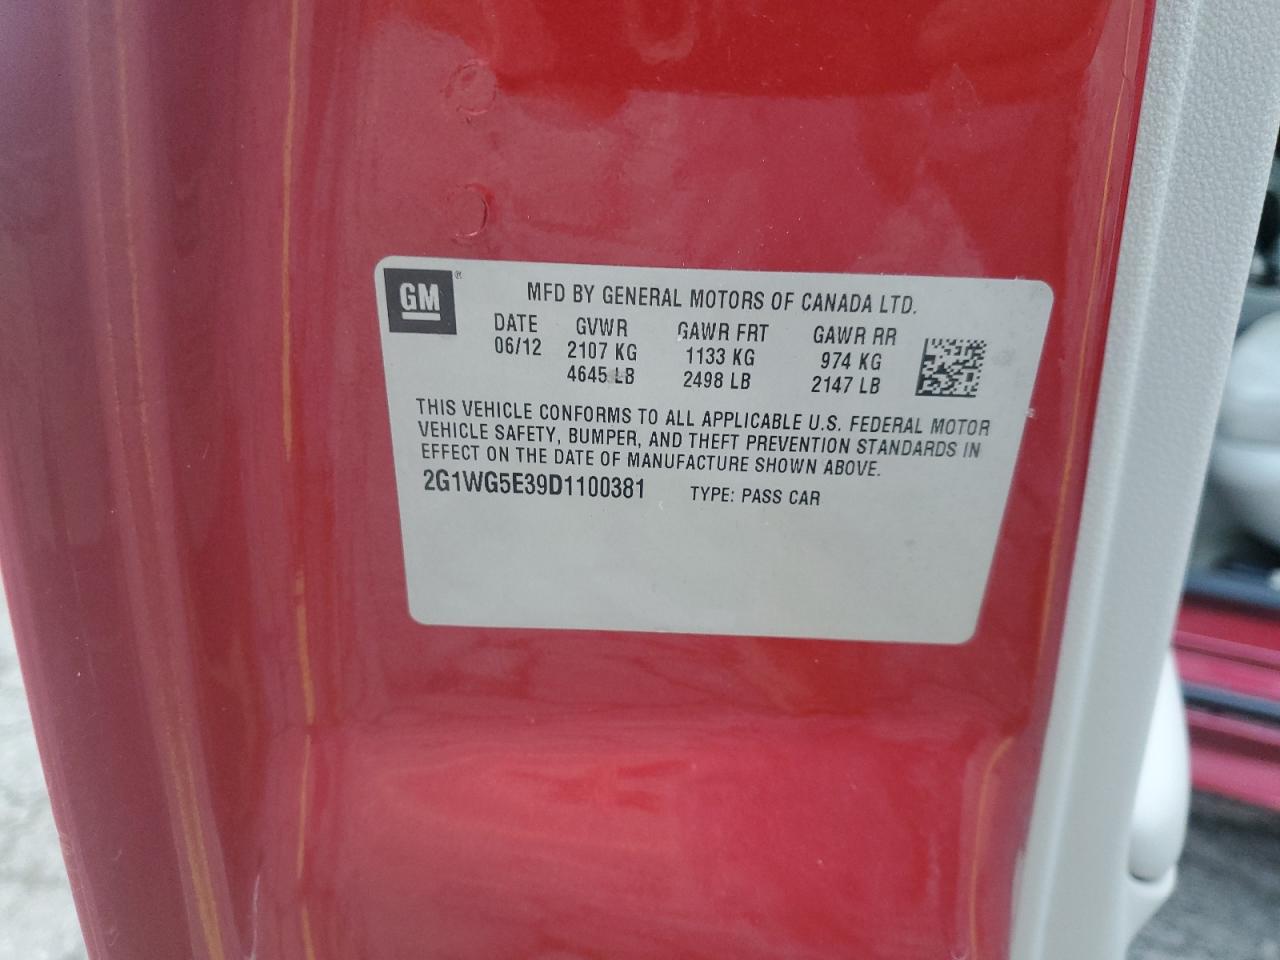 GM ®
MFD BY GENERAL MOTORS OF CANADA LTD.
DATE GVWR GAWR FRT GAWR RR
06/12 2107 KG 1133 KG 974 KG
4645 LB 2498 LB 2147 LB
THIS VEHICLE CONFORMS TO ALL APPLICABLE U.S. FEDERAL MOTOR
VEHICLE SAFETY, BUMPER, AND THEFT PREVENTION STANDARDS IN
EFFECT ON THE DATE OF MANUFACTURE SHOWN ABOVE.
2G1WG5E39D1100381 TYPE: PASS CAR